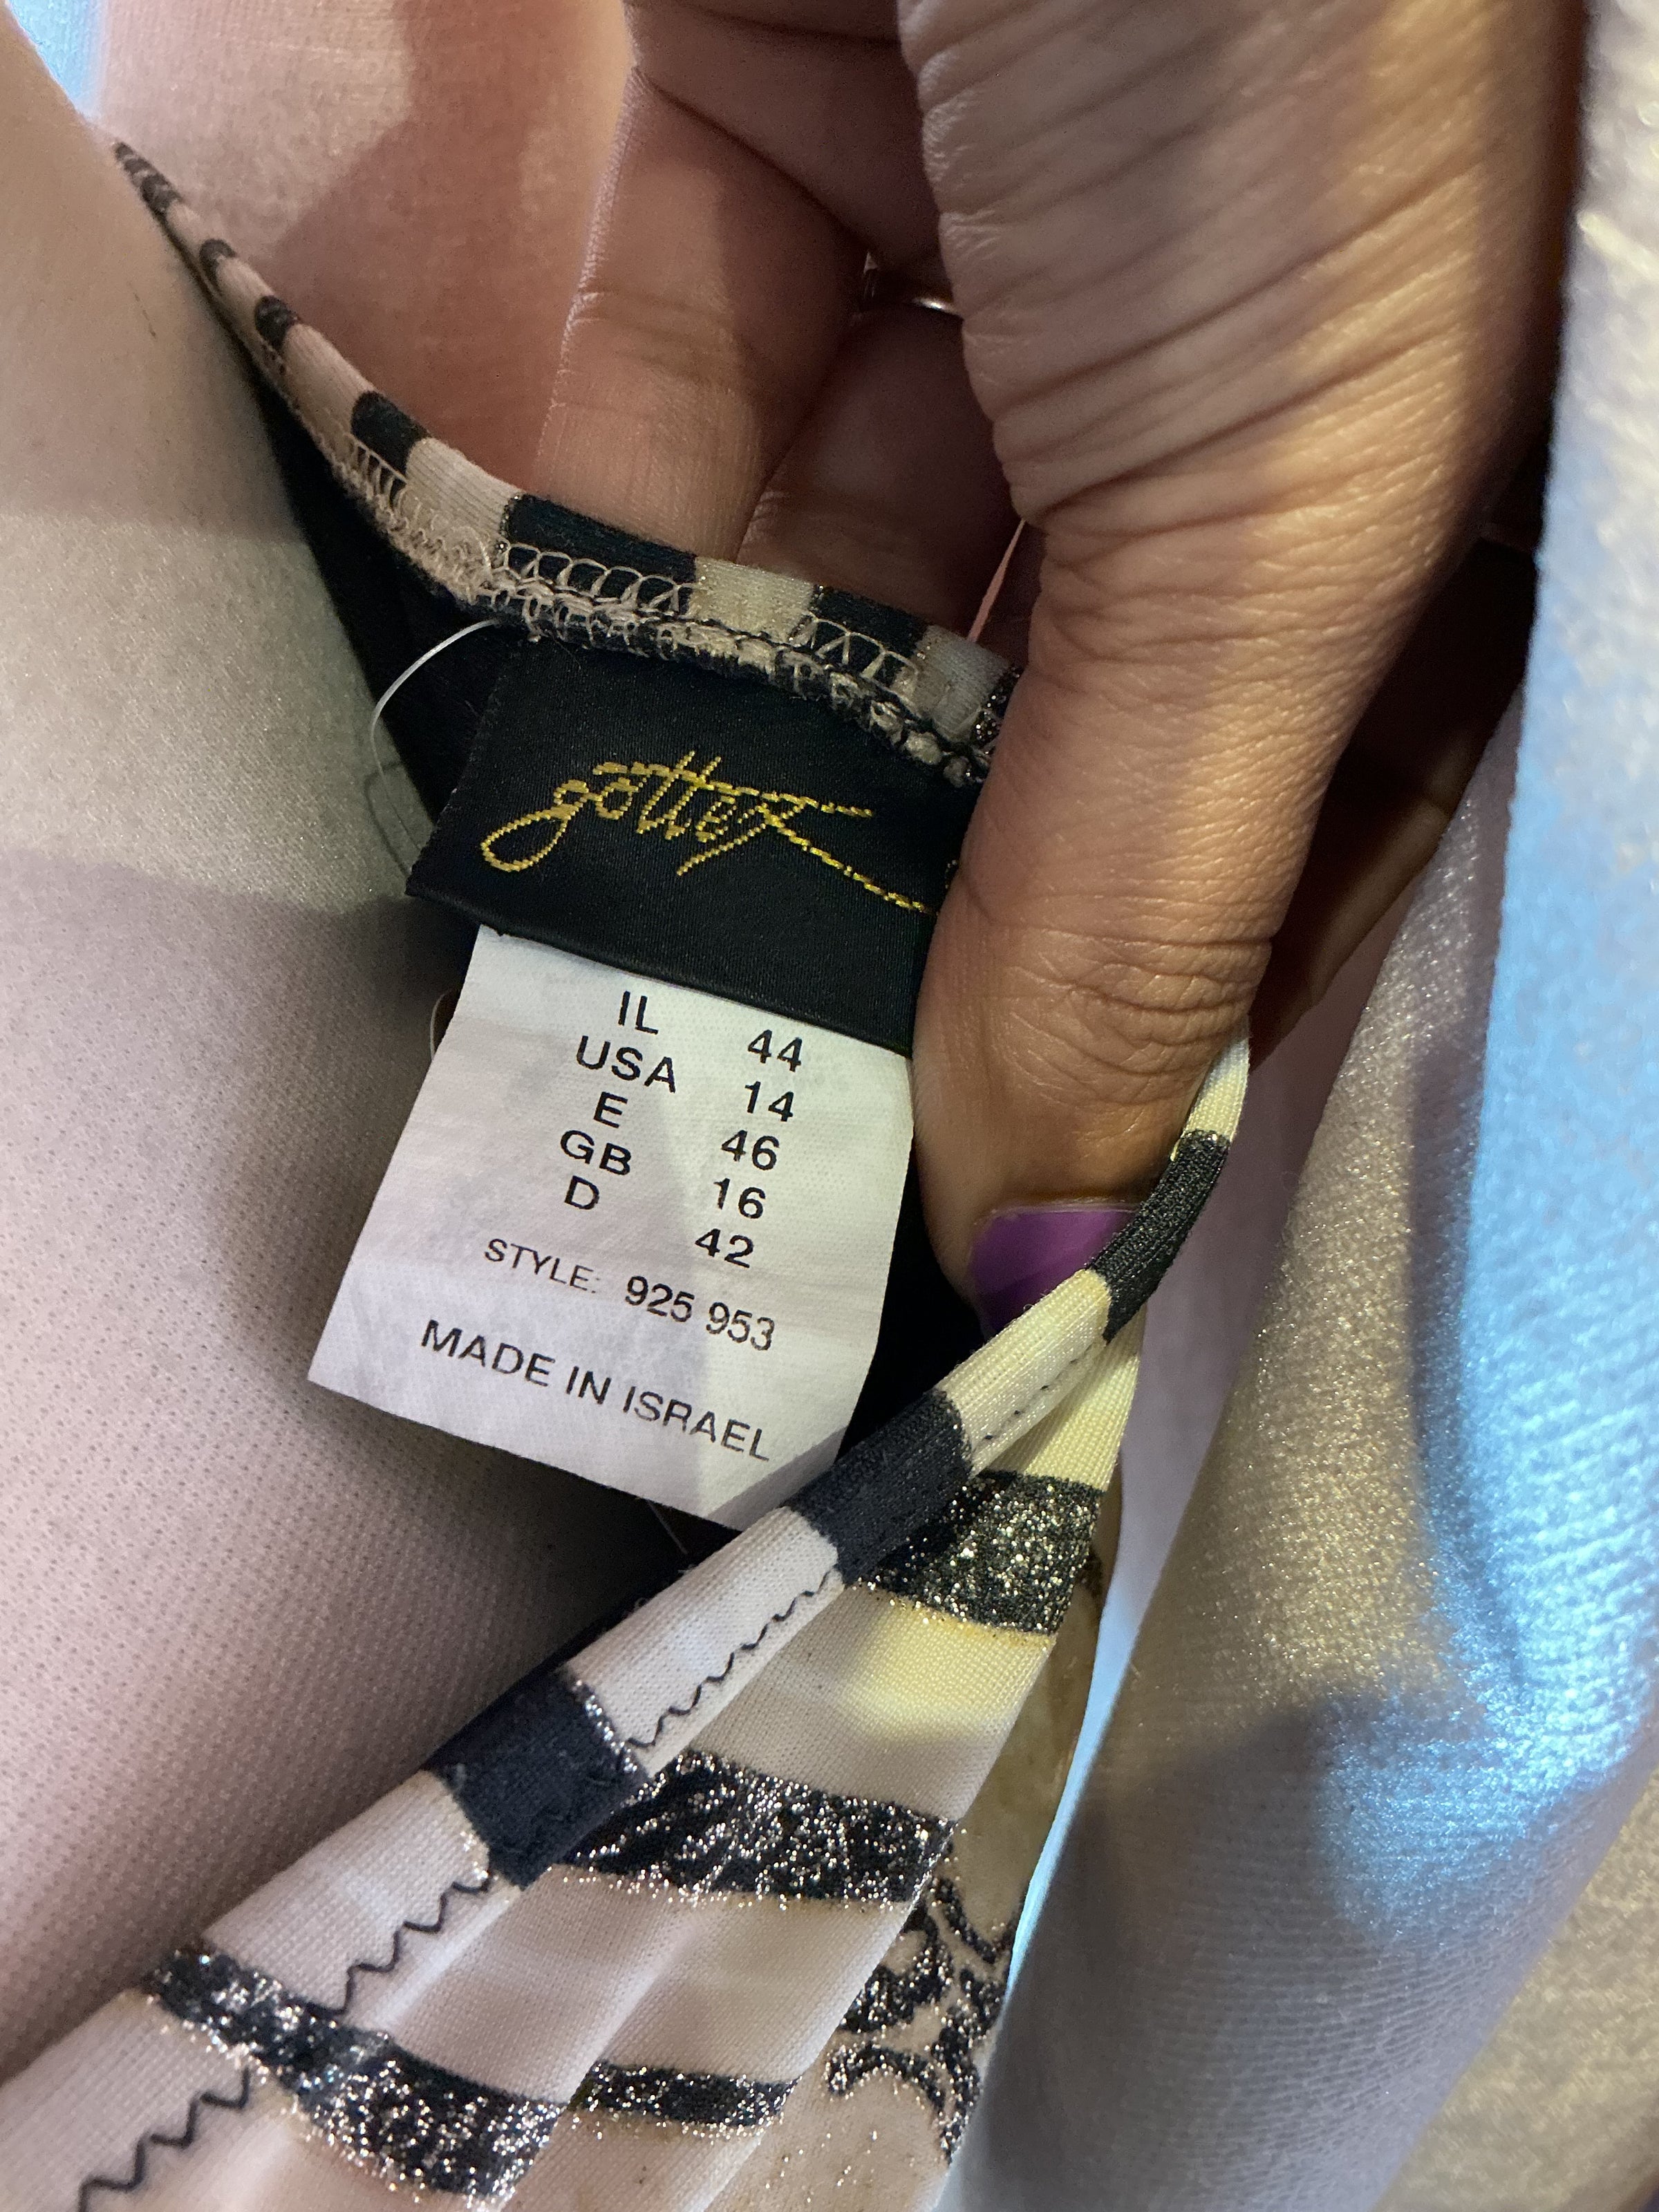 gottex
IL 44
USA 14
E 46
GB 16
D 42
STYLE: 925 953
MADE IN ISRAEL